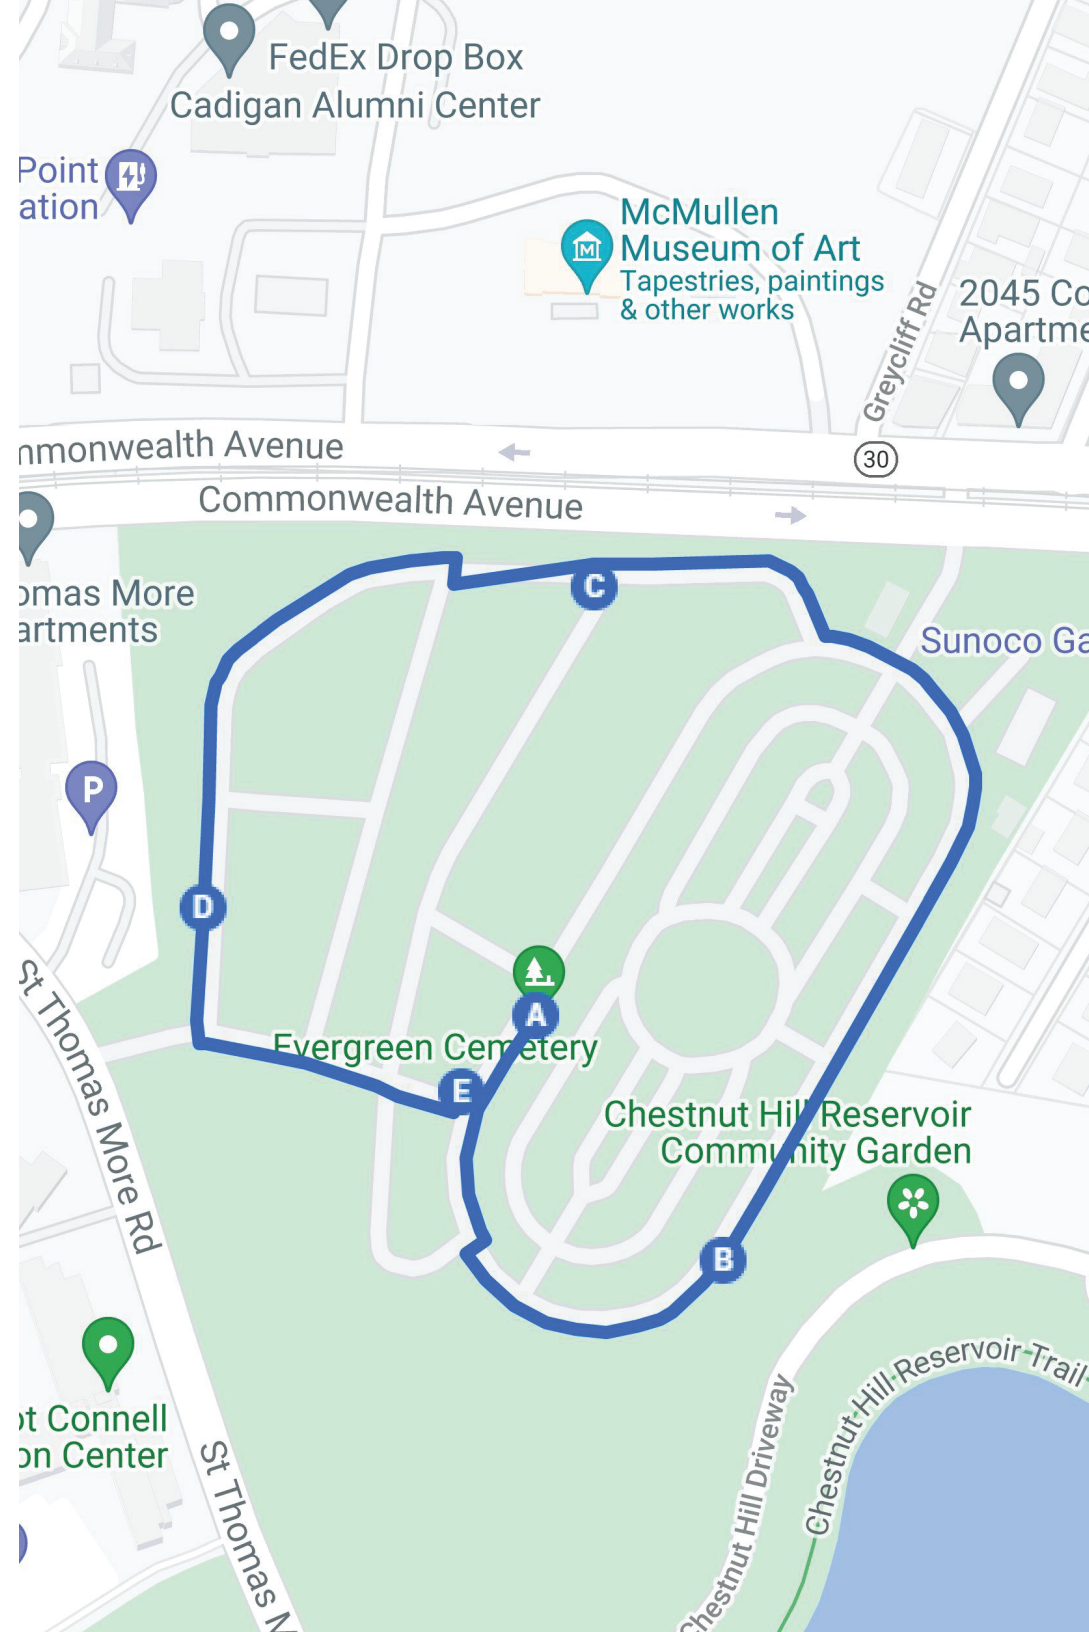 FedEx Drop Box
Cadigan Alumni Center
Point
ation
McMullen
Museum of Art
Tapestries, paintings
& other works
M
Greycliff Rd
2045 Co
Apartme
mmonwealth Avenue
30
Commonwealth Avenue
omas More
artments
C
Sunoco Ga
P
D
St Thomas More Rd
A
Evergreen Cemetery
E
Chestnut Hill Reservoir
Community Garden
B
Chestnut Hill Reservoir Trail
ot Connell
on Center
Chestnut Hill Driveway
St Thomas M